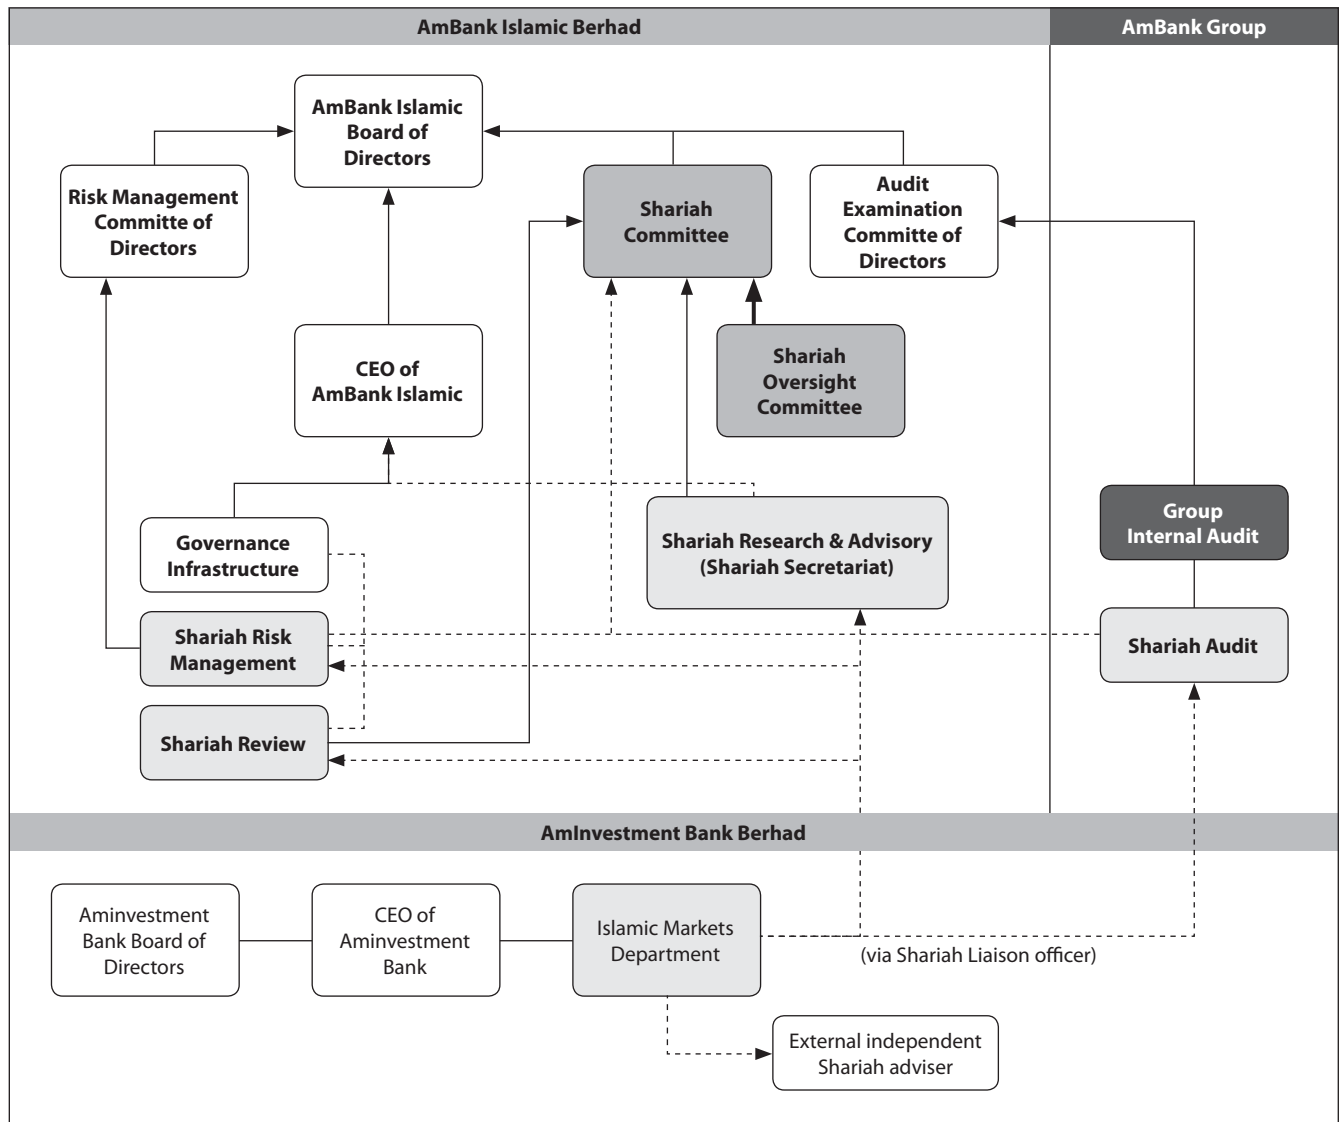 AmBank Islamic Berhad
AmBank Group
AmBank Islamic
Board of
Directors
Risk Management
Committe of
Directors
Shariah
Committee
Audit
Examination
Committe of
Directors
CEO of
AmBank Islamic
Shariah
Oversight
Committee
Governance
Infrastructure
Shariah Research & Advisory
(Shariah Secretariat)
Group
Internal Audit
Shariah Risk
Management
Shariah Audit
Shariah Review
AmInvestment Bank Berhad
Aminvestment
Bank Board of
Directors
CEO of
Aminvestment
Bank
Islamic Markets
Department
(via Shariah Liaison officer)
External independent
Shariah adviser